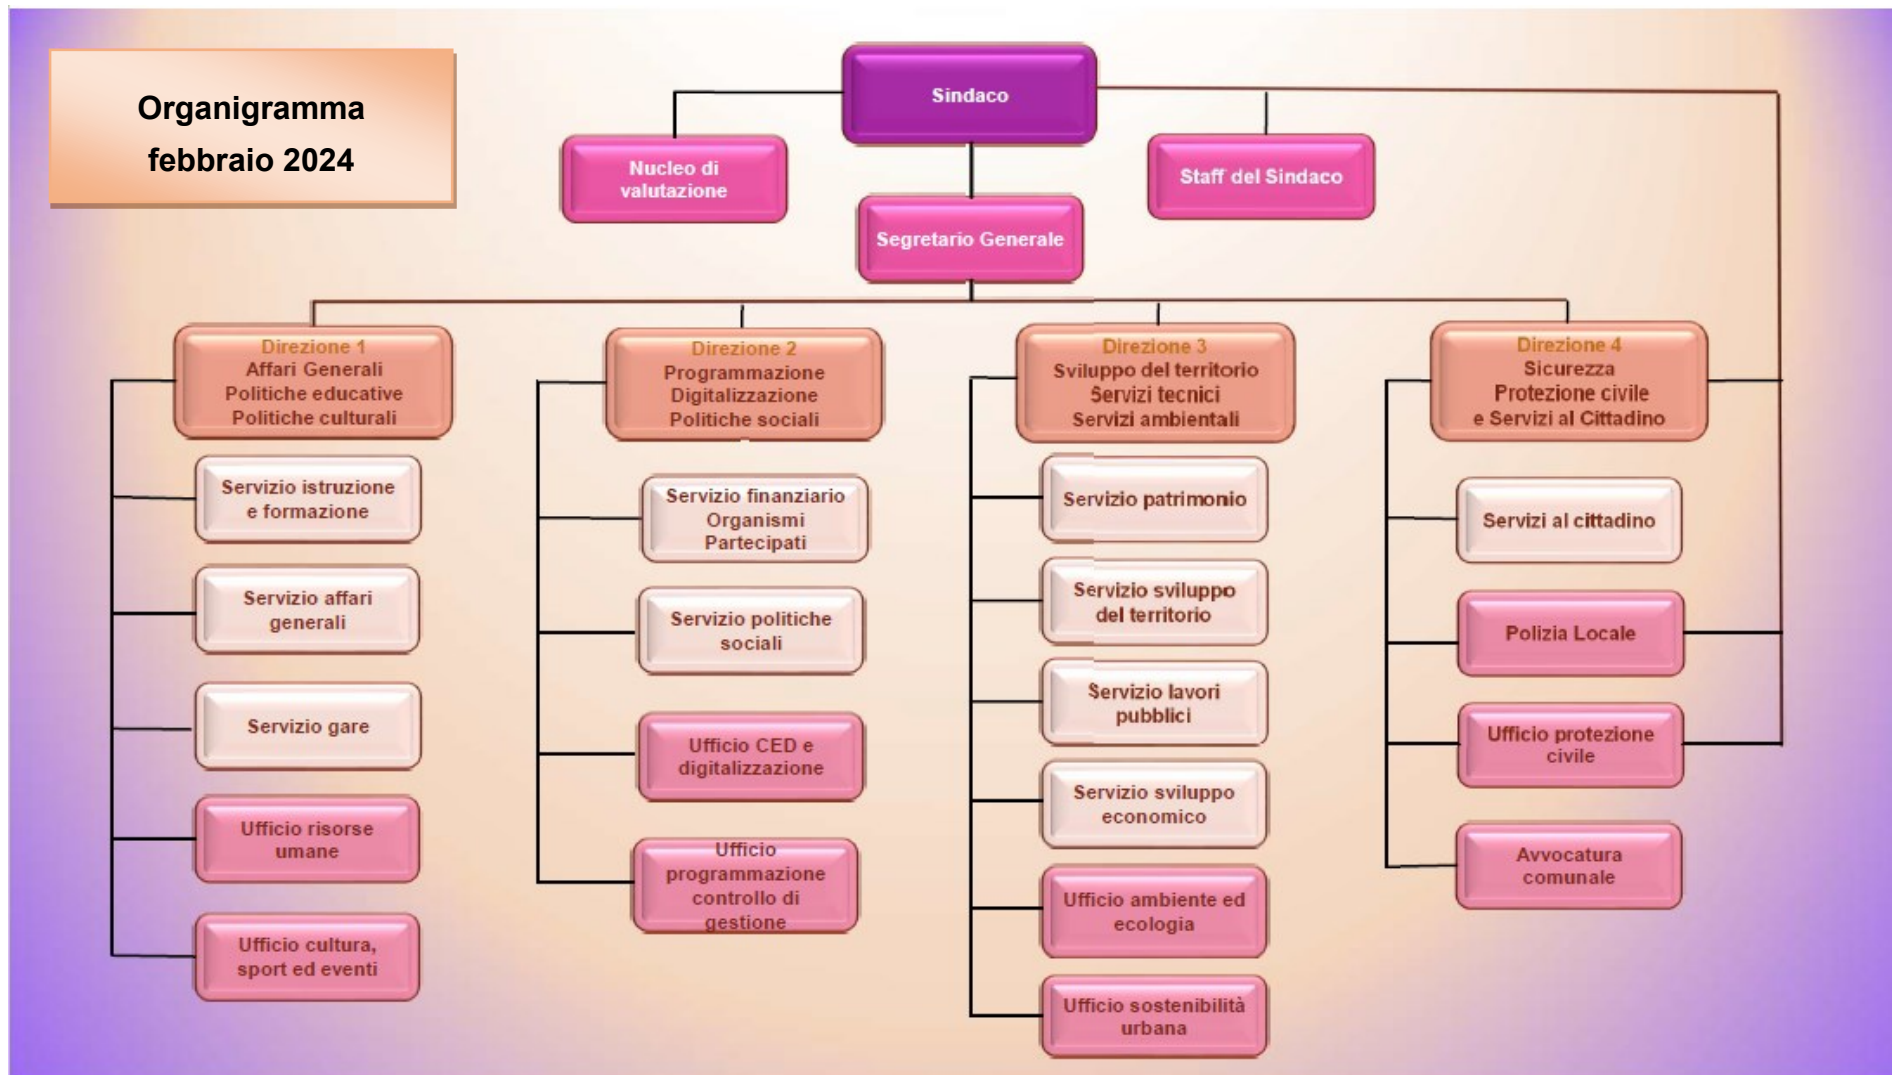 Organigramma
febbraio 2024
Sindaco
Nucleo di
valutazione
Staff del Sindaco
Segretario Generale
Direzione 1
Affari Generali
Politiche educative
Politiche culturali
Servizio istruzione
e formazione
Servizio affari
generali
Servizio gare
Ufficio risorse
umane
Ufficio cultura,
sport ed eventi
Direzione 2
Programmazione
Digitalizzazione
Politiche sociali
Servizio finanziario
Organismi
Partecipati
Servizio politiche
sociali
Ufficio CED e
digitalizzazione
Ufficio
programmazione
controllo di
gestione
Direzione 3
Sviluppo del territorio
Servizi tecnici
Servizi ambientali
Servizio patrimonio
Servizio sviluppo
del territorio
Servizio lavori
pubblici
Servizio sviluppo
economico
Ufficio ambiente ed
ecologia
Ufficio sostenibilità
urbana
Direzione 4
Sicurezza
Protezione civile
e Servizi al Cittadino
Servizi al cittadino
Polizia Locale
Ufficio protezione
civile
Avvocatura
comunale